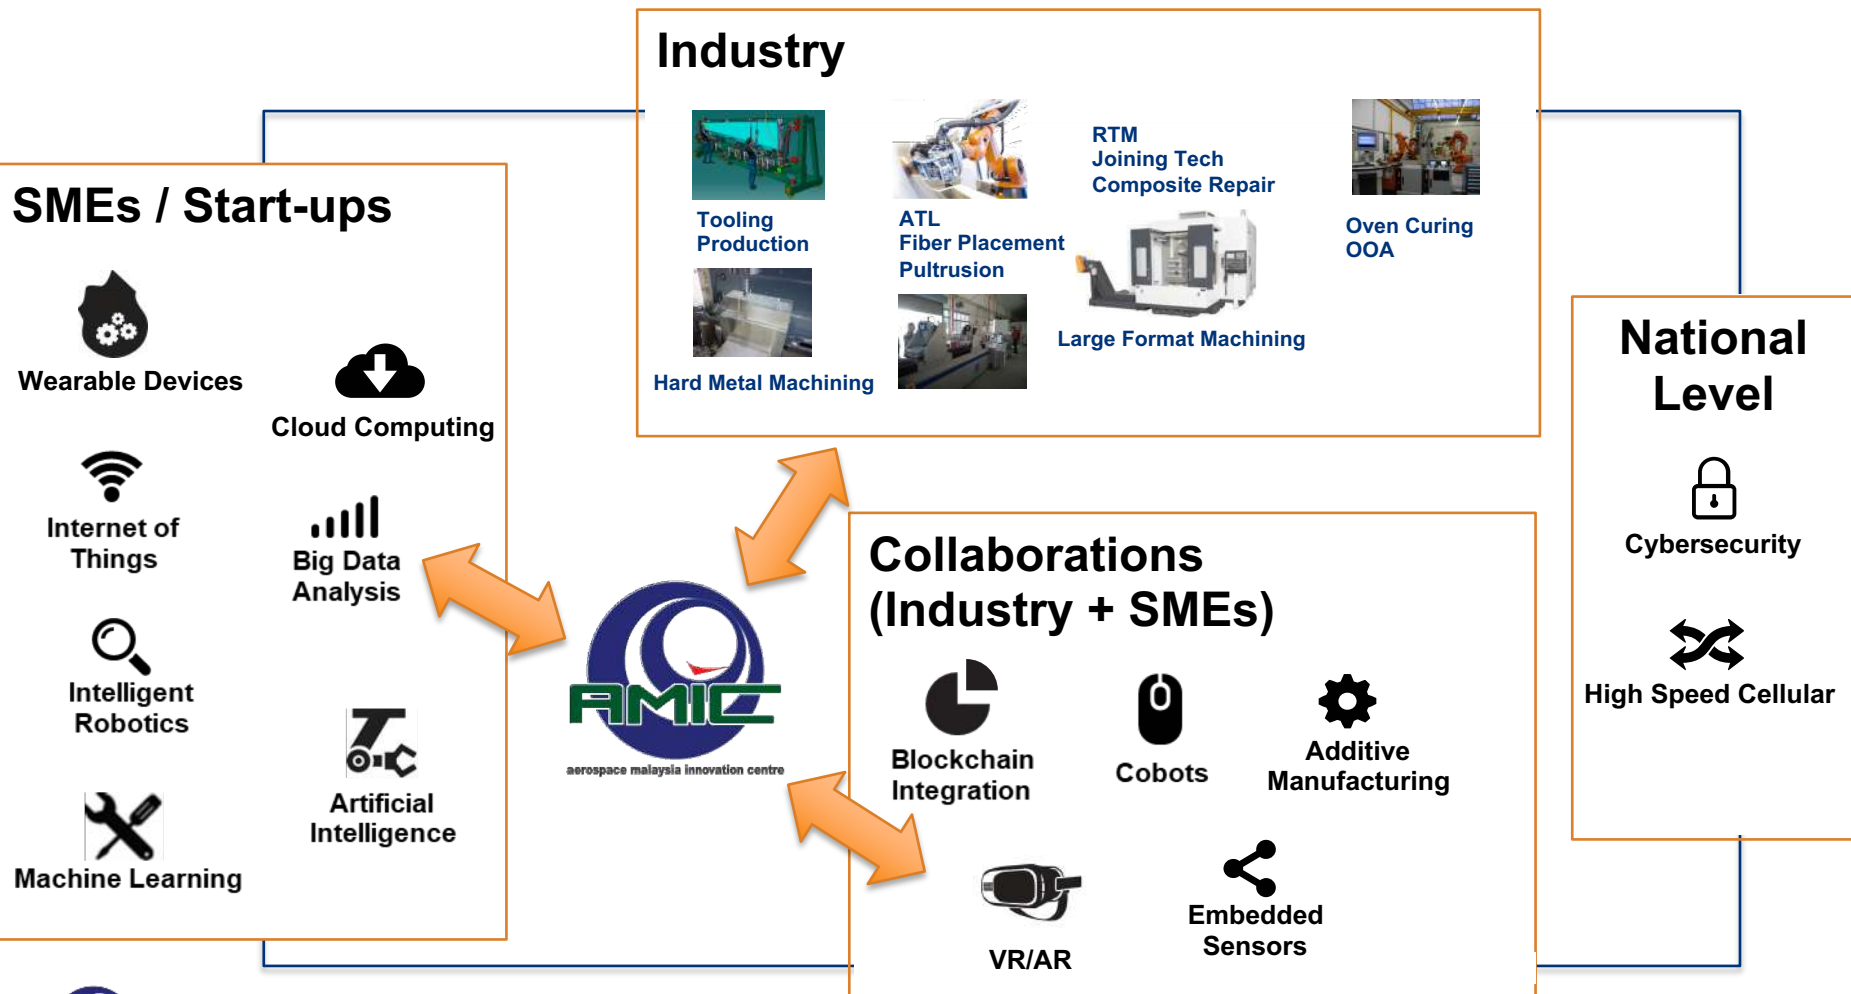 Industry
RTM
Joining Tech
Composite Repair
Tooling
Production
ATL
Fiber Placement
Pultrusion
Oven Curing
OOA
Large Format Machining
Hard Metal Machining
SMEs / Start-ups
Wearable Devices
Cloud Computing
Internet of
Things
Big Data
Analysis
Intelligent
Robotics
Artificial
Intelligence
Machine Learning
AMIC
aerospace malaysia innovation centre
Collaborations
(Industry + SMEs)
Blockchain
Integration
Cobots
Additive
Manufacturing
VR/AR
Embedded
Sensors
National
Level
Cybersecurity
High Speed Cellular